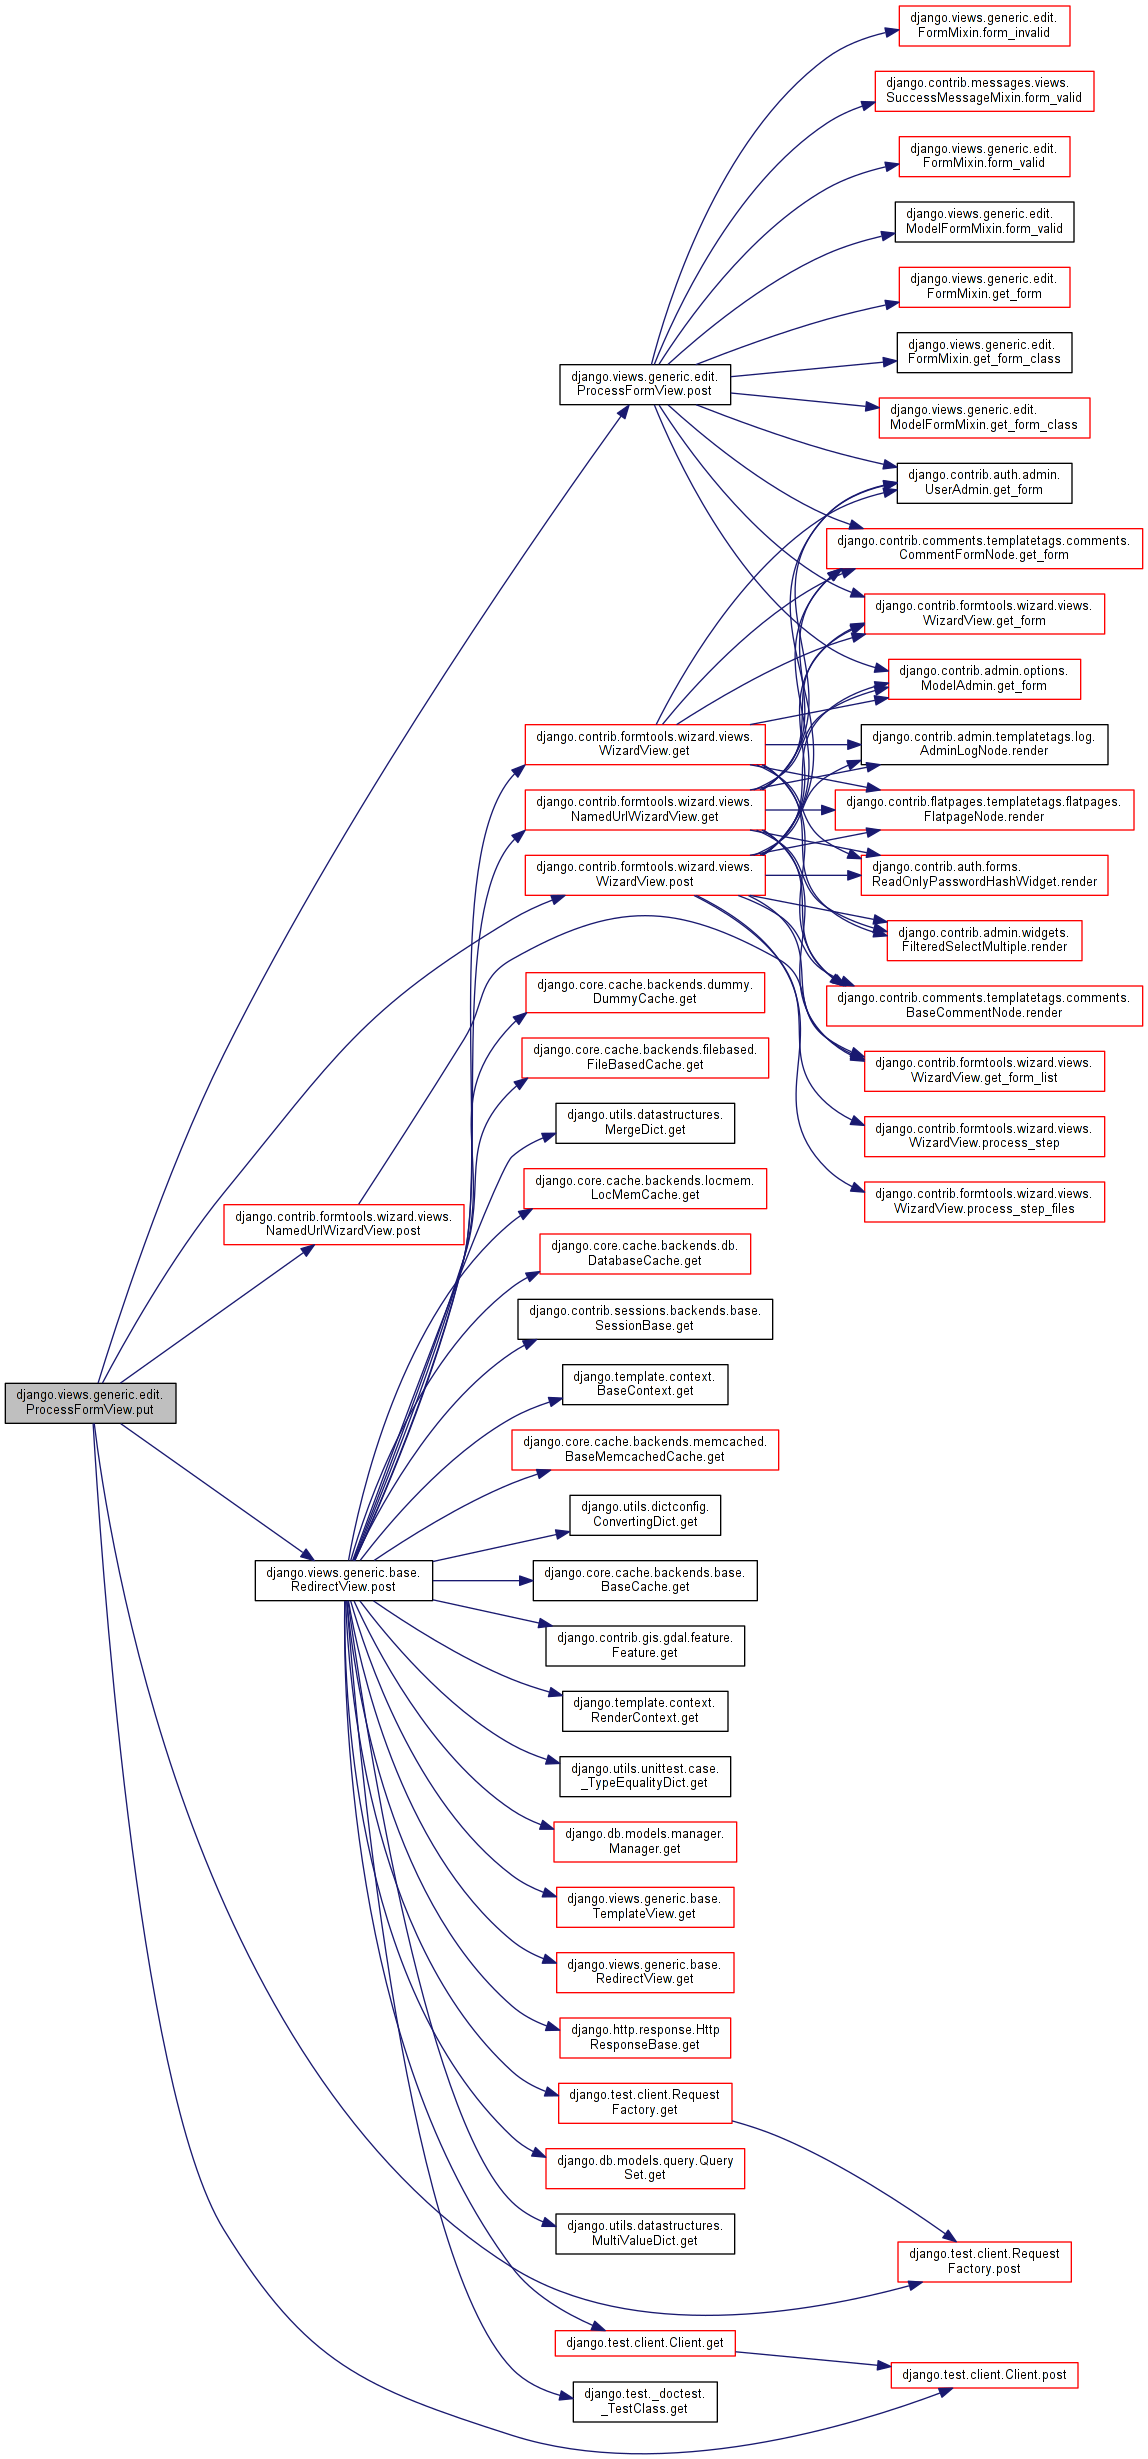 django.views.generic.edit.
FormMixin.form_invalid
django.contrib.messages.views.
SuccessMessageMixin.form_valid
django.views.generic.edit.
FormMixin.form_valid
django.views.generic.edit.
ModelFormMixin.form_valid
django.views.generic.edit.
FormMixin.get_form
django.views.generic.edit.
FormMixin.get_form_class
django.views.generic.edit.
ProcessFormView.post
django.views.generic.edit.
ModelFormMixin.get_form_class
django.contrib.auth.admin.
UserAdmin.get_form
django.contrib.comments.templatetags.comments.
CommentFormNode.get_form
django.contrib.formtools.wizard.views.
WizardView.get_form
django.contrib.admin.options.
ModelAdmin.get_form
django.contrib.formtools.wizard.views.
WizardView.get
django.contrib.admin.templatetags.log.
AdminLogNode.render
django.contrib.formtools.wizard.views.
NamedUrlWizardView.get
django.contrib.flatpages.templatetags.flatpages.
FlatpageNode.render
django.contrib.formtools.wizard.views.
WizardView.post
django.contrib.auth.forms.
ReadOnlyPasswordHashWidget.render
django.contrib.admin.widgets.
FilteredSelectMultiple.render
django.core.cache.backends.dummy.
DummyCache.get
django.contrib.comments.templatetags.comments.
BaseCommentNode.render
django.core.cache.backends.filebased.
FileBasedCache.get
django.contrib.formtools.wizard.views.
WizardView.get_form_list
django.utils.datastructures.
MergeDict.get
django.contrib.formtools.wizard.views.
WizardView.process_step
django.core.cache.backends.locmem.
LocMemCache.get
django.contrib.formtools.wizard.views.
WizardView.process_step_files
django.contrib.formtools.wizard.views.
NamedUrlWizardView.post
django.core.cache.backends.db.
DatabaseCache.get
django.contrib.sessions.backends.base.
SessionBase.get
django.template.context.
BaseContext.get
django.views.generic.edit.
ProcessFormView.put
django.core.cache.backends.memcached.
BaseMemcachedCache.get
django.utils.dictconfig.
ConvertingDict.get
django.views.generic.base.
RedirectView.post
django.core.cache.backends.base.
BaseCache.get
django.contrib.gis.gdal.feature.
Feature.get
django.template.context.
RenderContext.get
django.utils.unittest.case.
_TypeEqualityDict.get
django.db.models.manager.
Manager.get
django.views.generic.base.
TemplateView.get
django.views.generic.base.
RedirectView.get
django.http.response.Http
ResponseBase.get
django.test.client.Request
Factory.get
django.db.models.query.Query
Set.get
django.utils.datastructures.
MultiValueDict.get
django.test.client.Request
Factory.post
django.test.client.Client.get
django.test.client.Client.post
django.test._doctest.
_TestClass.get